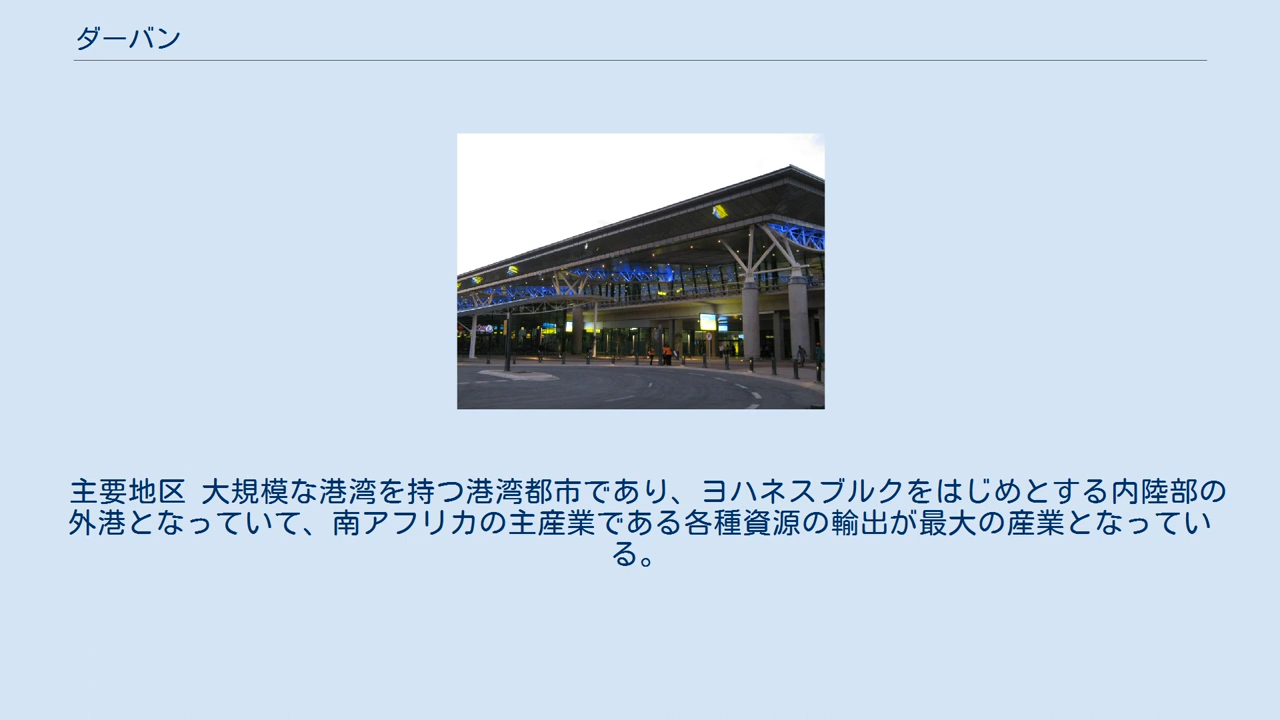 ダーバン
主要地区 大規模な港湾を持つ港湾都市であり、ヨハネスブルクをはじめとする内陸部の
外港となっていて、南アフリカの主産業である各種資源の輸出が最大の産業となってい
る。